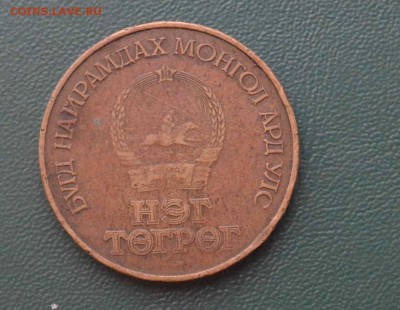 COINS.LAVE.RU
БҮГД НАЙРАМДАХ МОНГОЛ АРД УЛС
НЭГ
ТӨГРӨГ